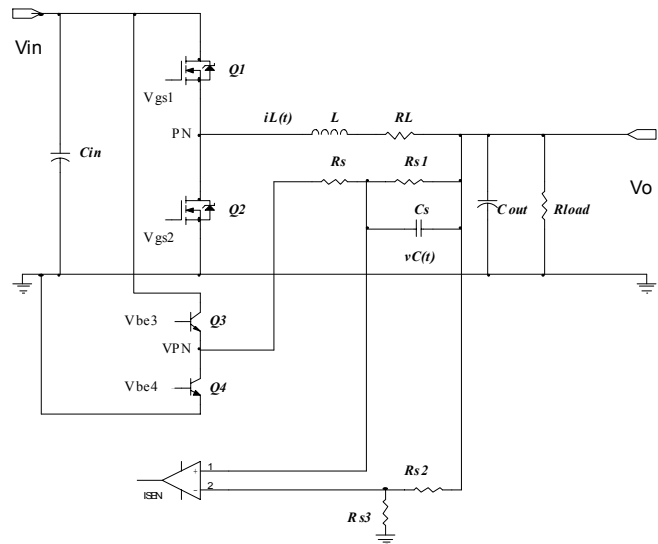 Vin
Q1
Vgs1
iL(t) L RL
PN
Cin
Rs Rs1
Vo
Q2
Cout Rload
Cs
Vgs2
vC(t)
Vbe3 Q3
VPN
Vbe4 Q4
1
Rs2
2
ISEN
Rs3